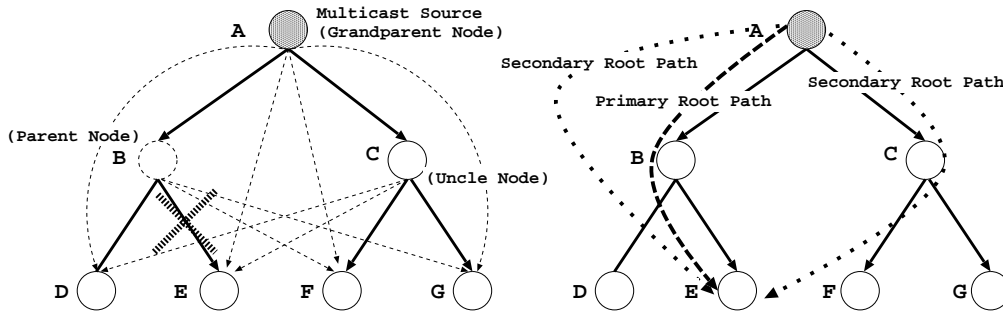 Multicast Source
A
(Grandparent Node)
(Parent Node)
B
C
(Uncle Node)
D
E
F
G
A
Secondary Root Path
Secondary Root Path
Primary Root Path
B
C
D
E
F
G